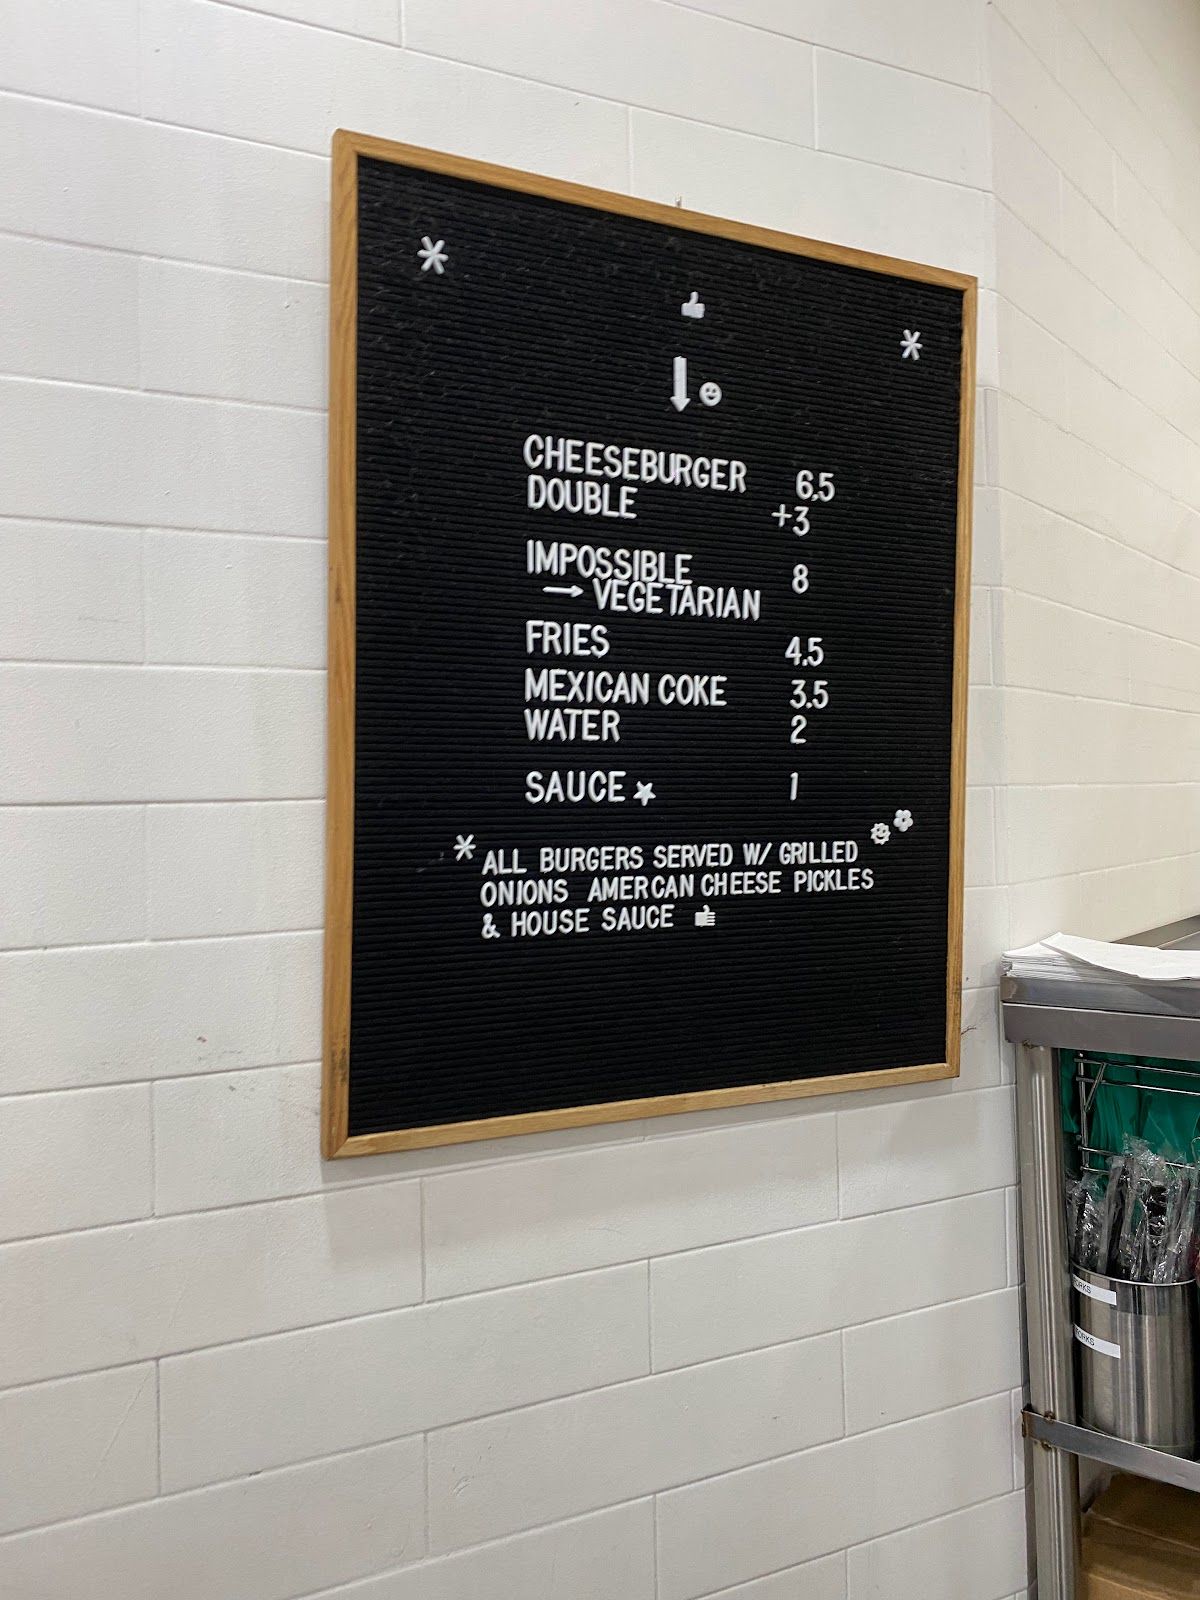 CHEESEBURGER 6,5
DOUBLE +3
IMPOSSIBLE 8
→ VEGETARIAN
FRIES 4.5
MEXICAN COKE 3.5
WATER 2
SAUCE 1
* ALL BURGERS SERVED W/ GRILLED
ONIONS AMERCAN CHEESE PICKLES
& HOUSE SAUCE